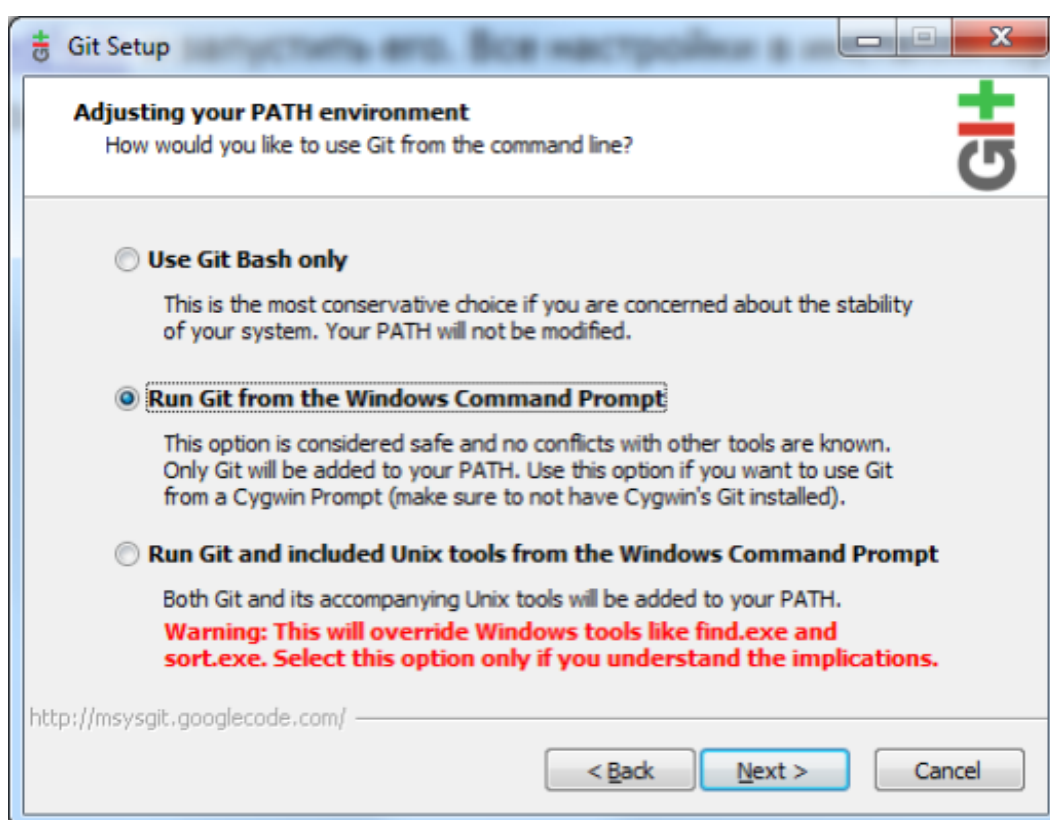 Git Setup
запустить его. Все настройки в
Adjusting your PATH environment
How would you like to use Git from the command line?
Git
Use Git Bash only
This is the most conservative choice if you are concerned about the stability
of your system. Your PATH will not be modified.
Run Git from the Windows Command Prompt
This option is considered safe and no conflicts with other tools are known.
Only Git will be added to your PATH. Use this option if you want to use Git
from a Cygwin Prompt (make sure to not have Cygwin's Git installed).
Run Git and included Unix tools from the Windows Command Prompt
Both Git and its accompanying Unix tools will be added to your PATH.
Warning: This will override Windows tools like find.exe and
sort.exe. Select this option only if you understand the implications.
http://msysgit.googlecode.com/
< Back Next > Cancel